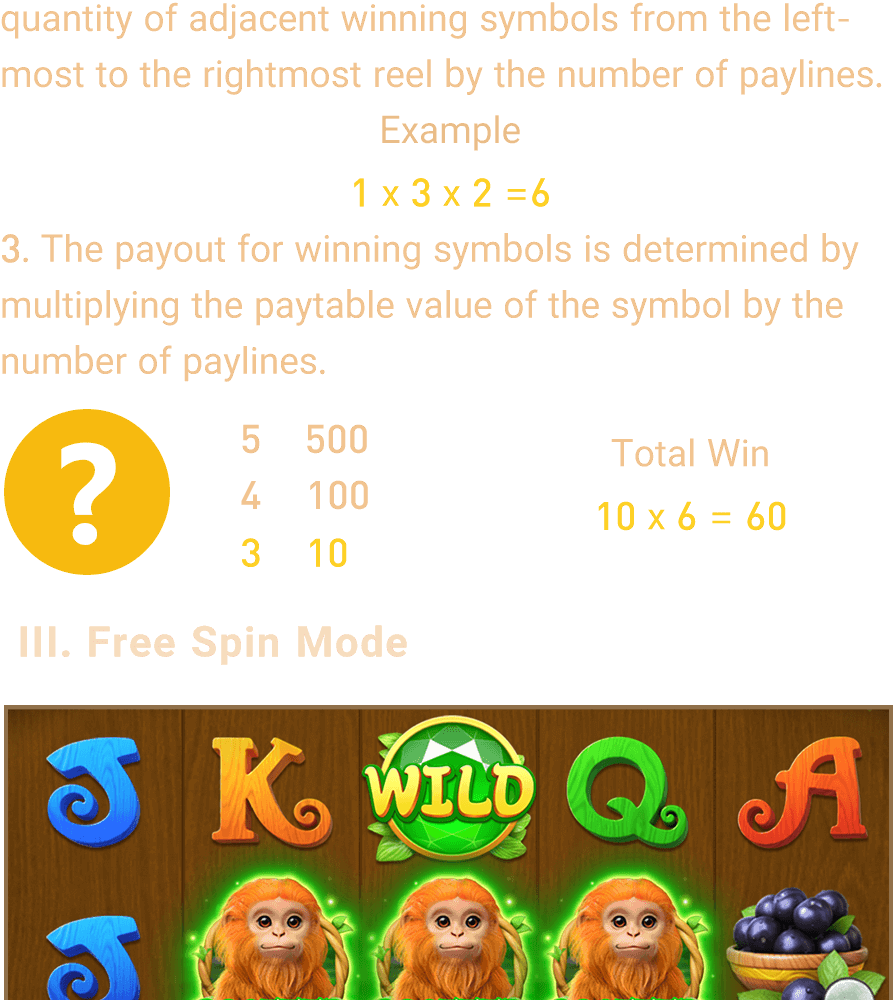 quantity of adjacent winning symbols from the left-
most to the rightmost reel by the number of paylines.
Example
1 x 3 x 2 =6
3. The payout for winning symbols is determined by
multiplying the paytable value of the symbol by the
number of paylines.
?
5 500
4 100
3 10
Total Win
10 x 6 = 60
III. Free Spin Mode
J K WILD Q A
J